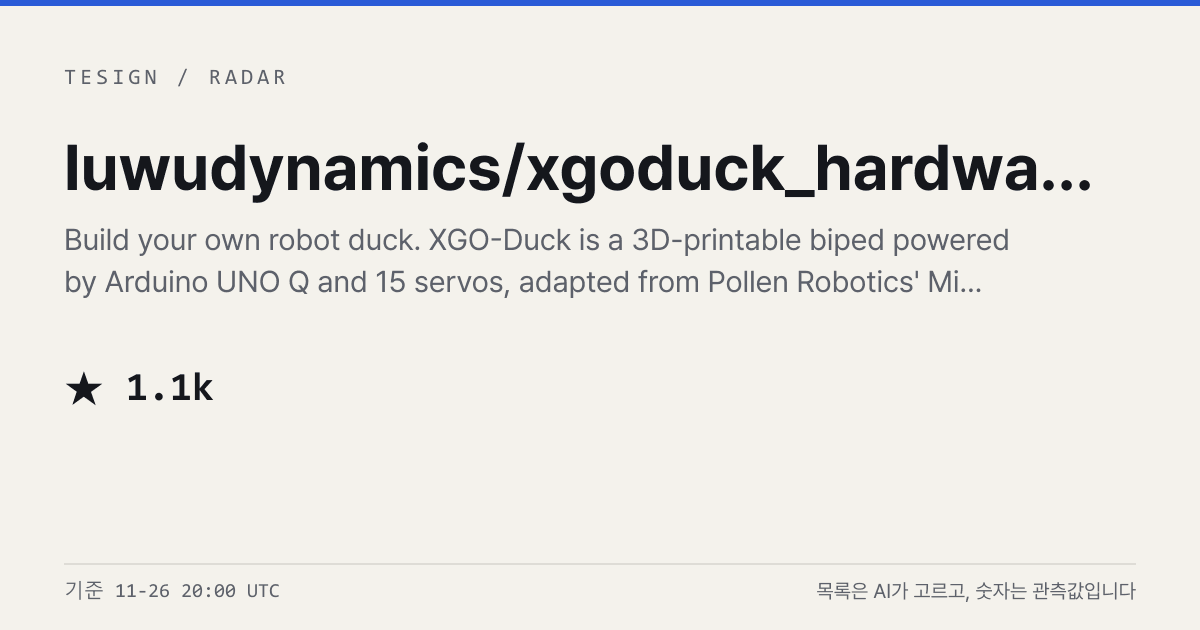 TESIGN / RADAR
luwudynamics/xgoduck_hardwa...
Build your own robot duck. XGO-Duck is a 3D-printable biped powered
by Arduino UNO Q and 15 servos, adapted from Pollen Robotics' Mi...
★ 1.1k
기준 11-26 20:00 UTC
목록은 AI가 고르고, 숫자는 관측값입니다